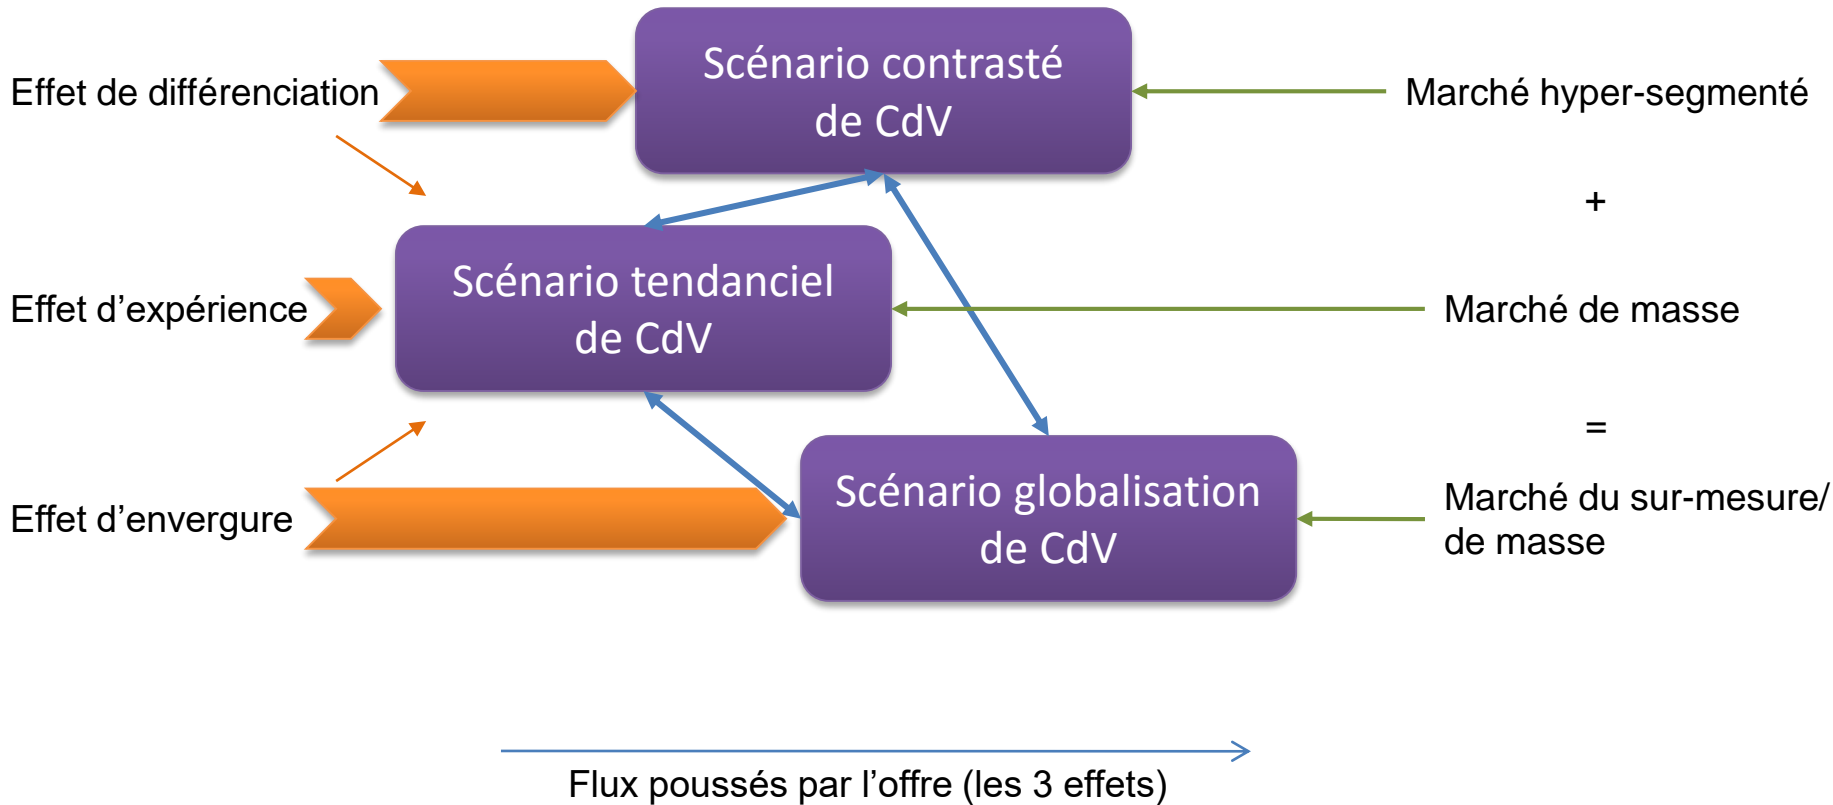 Effet de différenciation
Scénario contrasté
de CdV
Marché hyper-segmenté
+
Effet d’expérience
Scénario tendanciel
de CdV
Marché de masse
=
Effet d’envergure
Scénario globalisation
de CdV
Marché du sur-mesure/
de masse
Flux poussés par l’offre (les 3 effets)